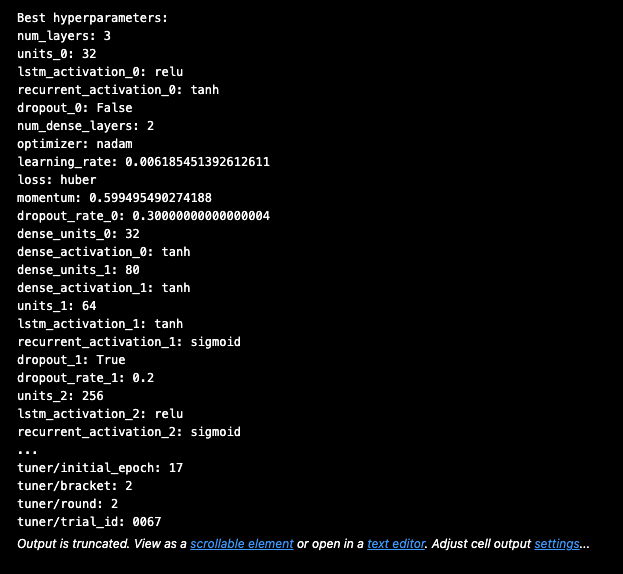 Best hyperparameters:
num_layers: 3
units_0: 32
lstm_activation_0: relu
recurrent_activation_0: tanh
dropout_0: False
num_dense_layers: 2
optimizer: nadam
learning_rate: 0.006185451392612611
loss: huber
momentum: 0.599495490274188
dropout_rate_0: 0.30000000000000004
dense_units_0: 32
dense_activation_0: tanh
dense_units_1: 80
dense_activation_1: tanh
units_1: 64
lstm_activation_1: tanh
recurrent_activation_1: sigmoid
dropout_1: True
dropout_rate_1: 0.2
units_2: 256
lstm_activation_2: relu
recurrent_activation_2: sigmoid
...
tuner/initial_epoch: 17
tuner/bracket: 2
tuner/round: 2
tuner/trial_id: 0067
Output is truncated. View as a scrollable element or open in a text editor. Adjust cell output settings...